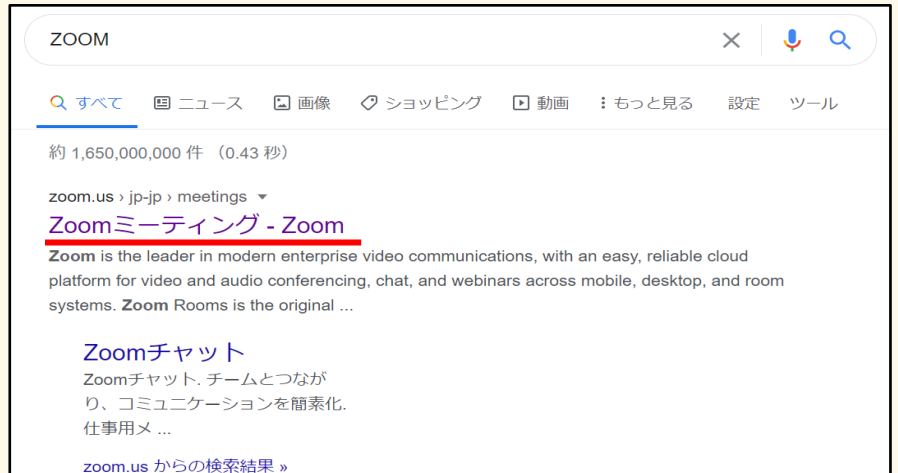 ZOOM
すべて ニュース 画像 ショッピング 動画 もっと見る 設定 ツール
約 1,650,000,000 件 （0.43 秒）
zoom.us › jp-jp › meetings
Zoomミーティング - Zoom
Zoom is the leader in modern enterprise video communications, with an easy, reliable cloud
platform for video and audio conferencing, chat, and webinars across mobile, desktop, and room
systems. Zoom Rooms is the original ...
Zoomチャット
Zoomチャット. チームとつなが
り、コミュニケーションを簡素化.
仕事用メ ...
zoom.us からの検索結果 »